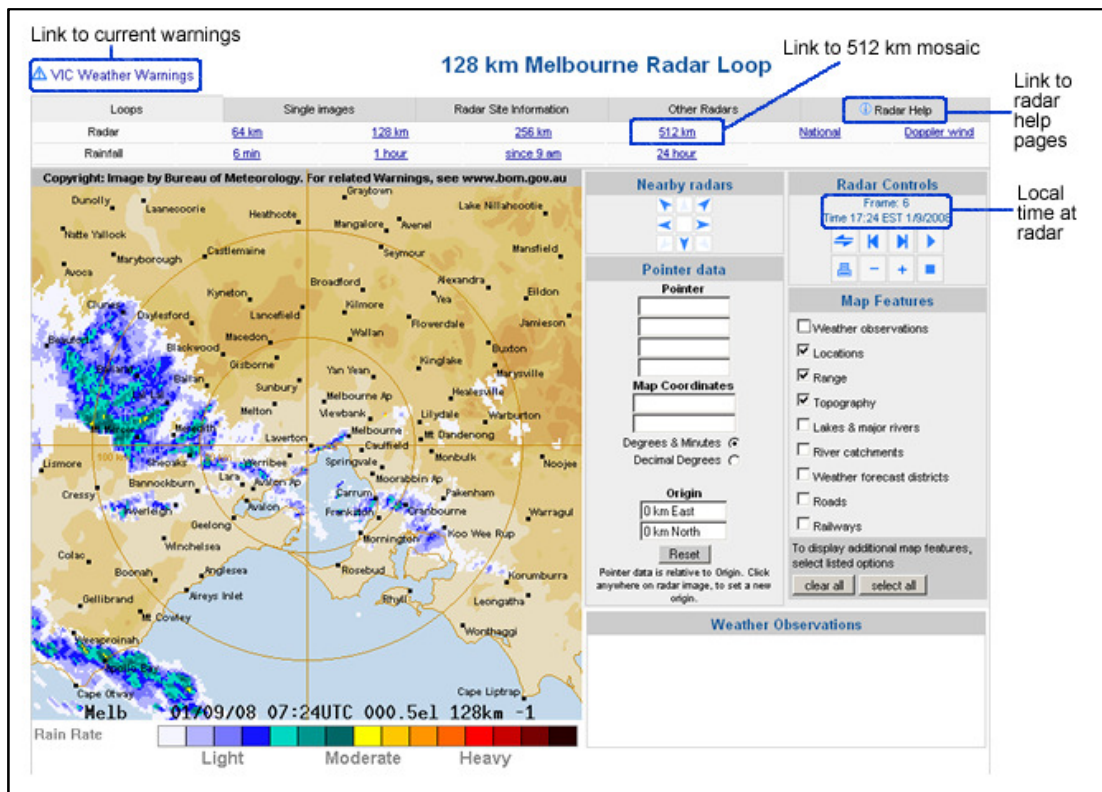 Link to current warnings
VIC Weather Warnings
128 km Melbourne Radar Loop
Link to 512 km mosaic
Link to
radar
help
pages
Loops Single images Radar Site Information Other Radars Radar Help
Radar 64 km 128 km 256 km 512 km National Doppler wind
Rainfall 6 min 1 hour since 9 am 24 hour
Copyright: Image by Bureau of Meteorology. For related Warnings, see www.bom.gov.au
Graytown
Dunolly
Laanecoorie
Heathcote
Lake Nillahcootie
Mangalore
Avenel
Natte Yallock
Maryborough
Castlemaine
Seymour
Mansfield
Avoca
Broadford
Alexandra
Eildon
Clunes
Kyneton
Kilmore
Yea
Daylesford
Lancefield
Flowerdale
Jamieson
Beaufort
Blackwood
Macedon
Wallan
Buxton
Gisborne
Kinglake
Marysville
Ballan
Sunbury
Yan Yean
Healesville
Melton
Melbourne Ap
Viewbank
Lilydale
Warburton
Meredith
Laverton
Melbourne
Mt Dandenong
Caulfield
Lismore
100 km
Sheoaks
Werribee
Springvale
Monbulk
Noojee
Cressy
Bannockburn
Lara
Avalon Ap
Moorabbin Ap
Carrum
Pakenham
Avalon
Frankston
Cranbourne
Warragul
Geelong
Mornington
Koo Wee Rup
Winchelsea
Colac
Boonah
Anglesea
Rosebud
Korumburra
Gellibrand
Aireys Inlet
Rhyll
Leongatha
Mt Cowley
Weeaproinah
Wonthaggi
Cape Otway
Cape Liptrap
Melb 01/09/08 07:24UTC 000.5el 128km -1
Rain Rate
Light Moderate Heavy
Nearby radars
Pointer data
Pointer
Map Coordinates
Degrees & Minutes
Decimal Degrees
Origin
0 km East
0 km North
Reset
Pointer data is relative to Origin. Click
anywhere on radar image, to set a new
origin.
Radar Controls
Frame: 6
Time 17:24 EST 1/9/2008
Local
time at
radar
Map Features
Weather observations
Locations
Range
Topography
Lakes & major rivers
River catchments
Weather forecast districts
Roads
Railways
To display additional map features,
select listed options
clear all select all
Weather Observations